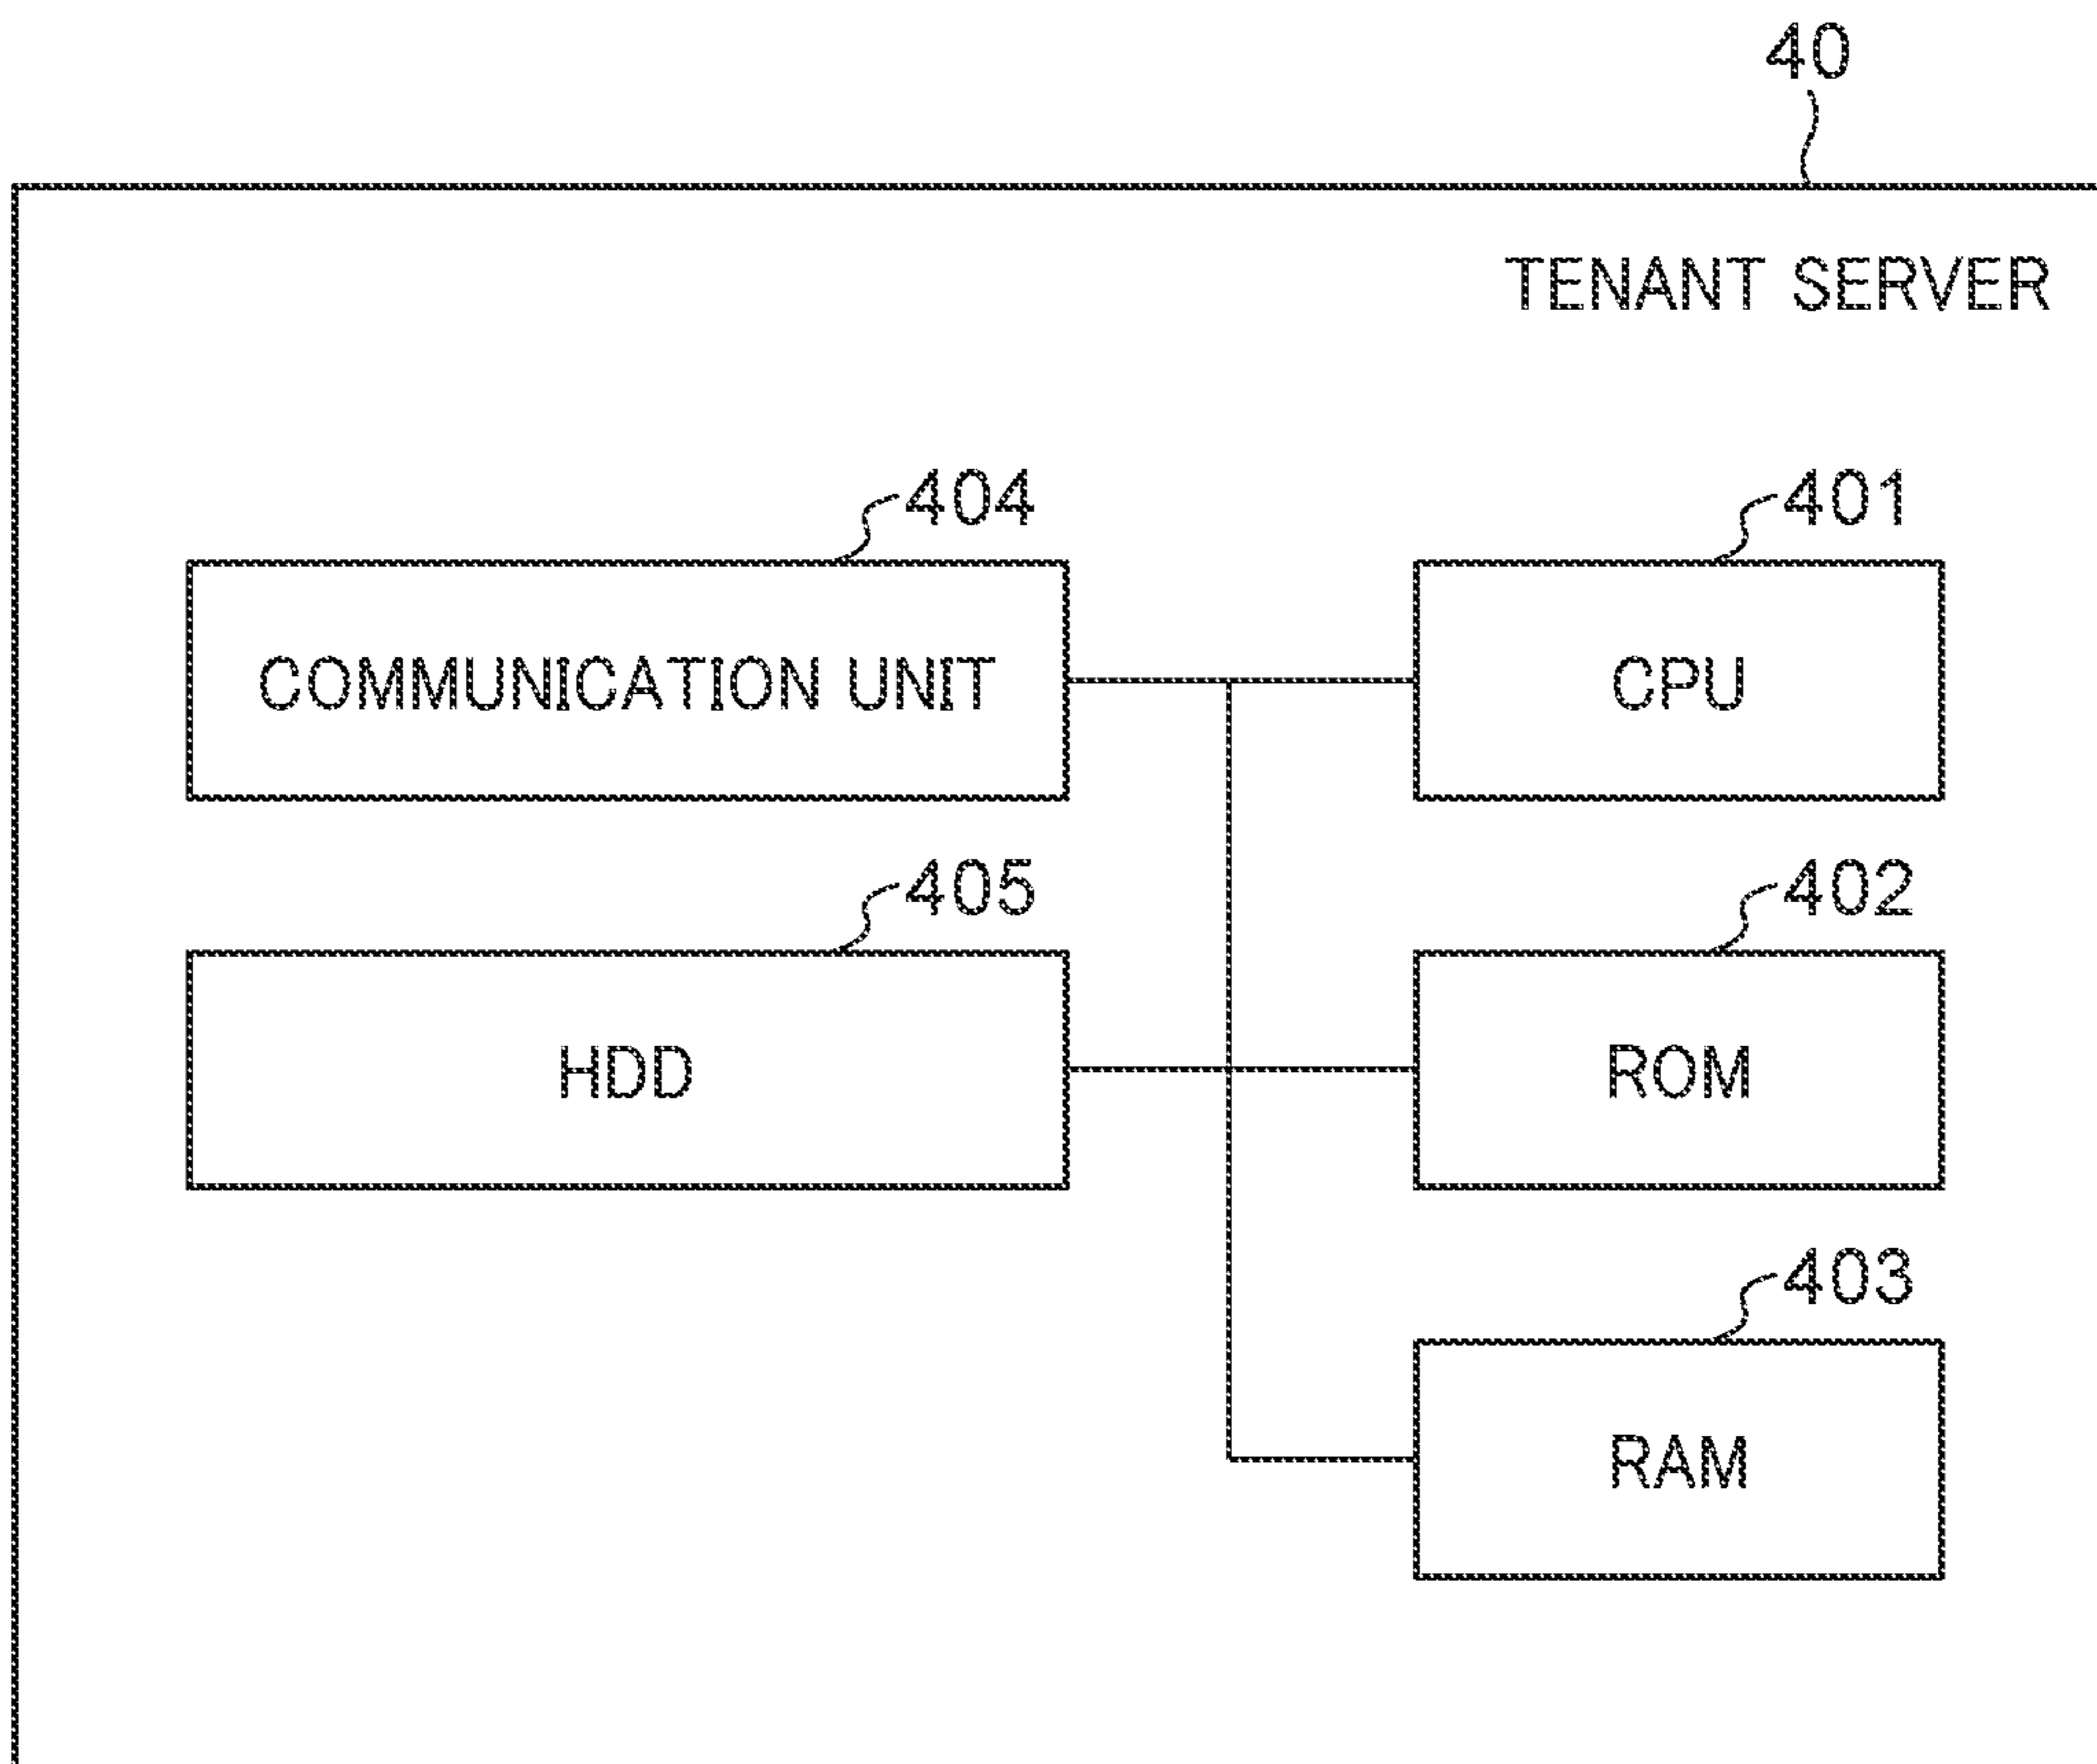 40
TENANT SERVER
404
401
COMMUNICATION UNIT
CPU
405
402
HDD
ROM
403
RAM